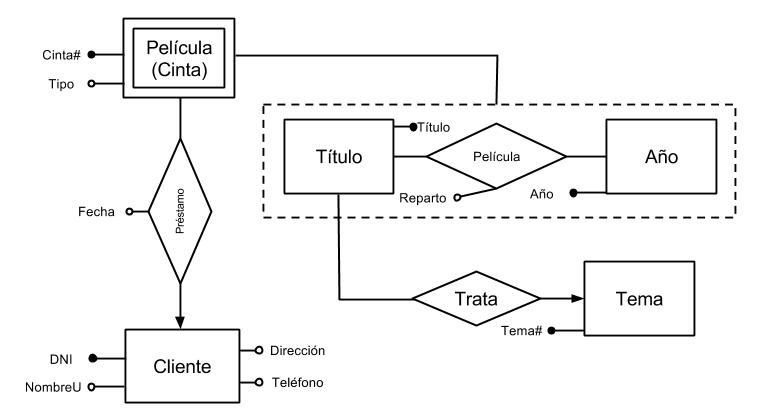 Película
(Cinta)
Cinta#
Tipo
Título
Título
Película
Año
Reparto
Año
Préstamo
Fecha
Trata
Tema
Tema#
Cliente
DNI
NombreU
Dirección
Teléfono